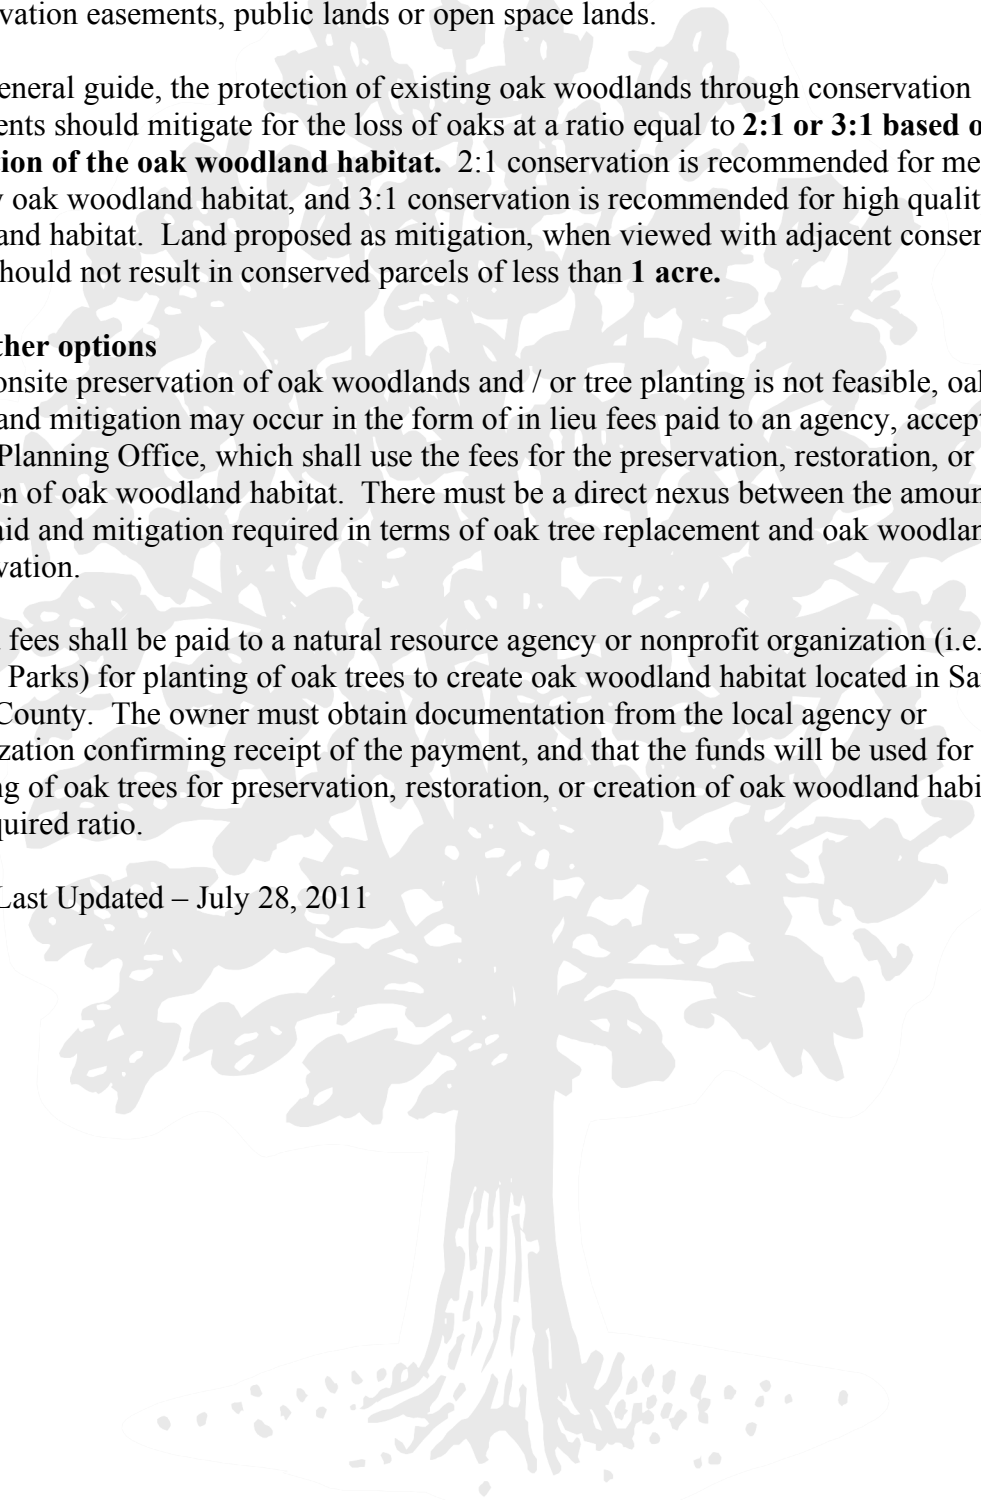 vation easements, public lands or open space lands.
eneral guide, the protection of existing oak woodlands through conservation
ents should mitigate for the loss of oaks at a ratio equal to 2:1 or 3:1 based o
ion of the oak woodland habitat.  2:1 conservation is recommended for me
y oak woodland habitat, and 3:1 conservation is recommended for high qualit
and habitat.  Land proposed as mitigation, when viewed with adjacent conser
hould not result in conserved parcels of less than 1 acre.
ther options
onsite preservation of oak woodlands and / or tree planting is not feasible, oal
and mitigation may occur in the form of in lieu fees paid to an agency, accept
Planning Office, which shall use the fees for the preservation, restoration, or
on of oak woodland habitat.  There must be a direct nexus between the amoun
aid and mitigation required in terms of oak tree replacement and oak woodlan
vation.
fees shall be paid to a natural resource agency or nonprofit organization (i.e.
Parks) for planting of oak trees to create oak woodland habitat located in Sa
County.  The owner must obtain documentation from the local agency or
zation confirming receipt of the payment, and that the funds will be used for
ng of oak trees for preservation, restoration, or creation of oak woodland habi
quired ratio.
Last Updated – July 28, 2011